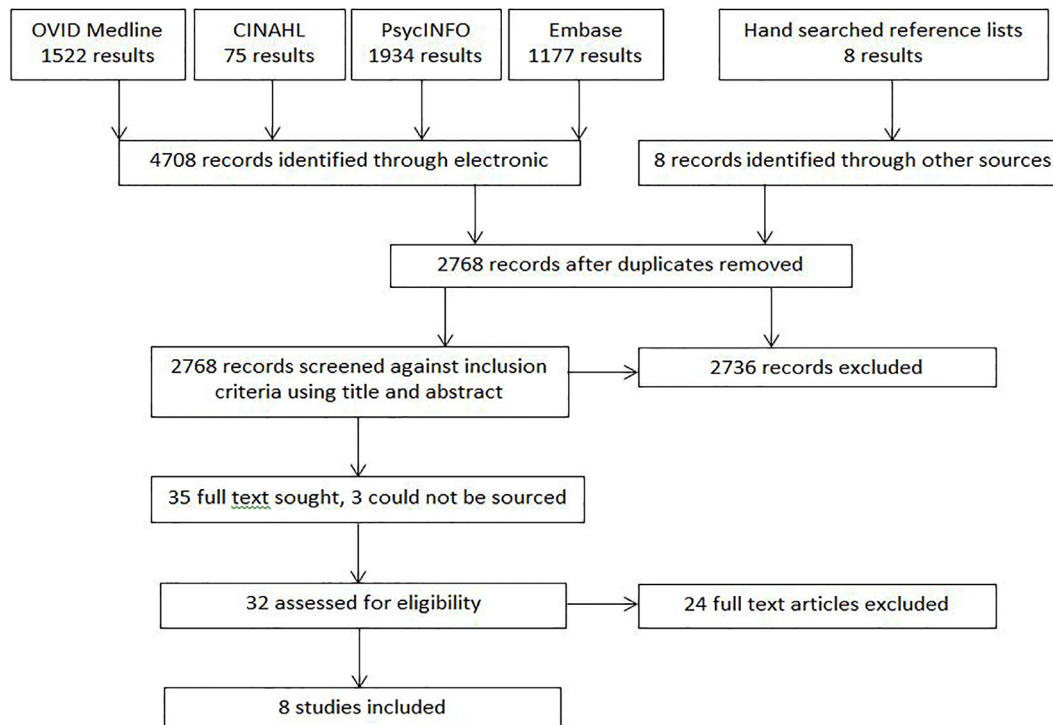 OVID Medline
1522 results
CINAHL
75 results
PsycINFO
1934 results
Embase
1177 results
Hand searched reference lists
8 results
4708 records identified through electronic
8 records identified through other sources
2768 records after duplicates removed
2768 records screened against inclusion
criteria using title and abstract
2736 records excluded
35 full text sought, 3 could not be sourced
32 assessed for eligibility
24 full text articles excluded
8 studies included